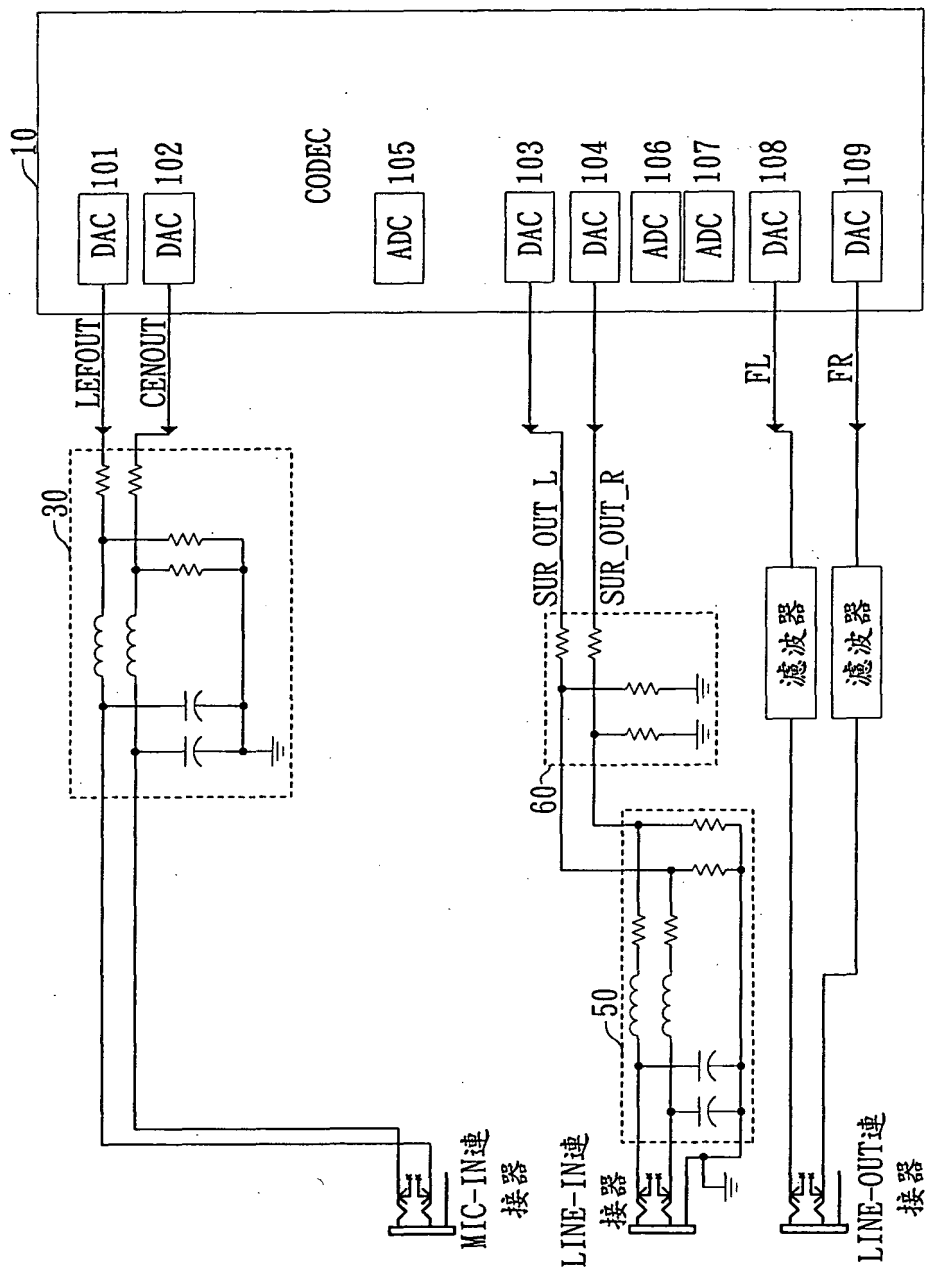 10
DAC
101
DAC
102
CODEC
ADC
105
DAC
103
DAC
104
ADC
106
ADC
107
DAC
108
DAC
109
LEFOUT
CENOUT
30
SUR_OUT_L
SUR_OUT_R
FL
FR
60
濾波器
濾波器
50
MIC-IN連
接器
LINE-IN連
接器
LINE-OUT連
接器